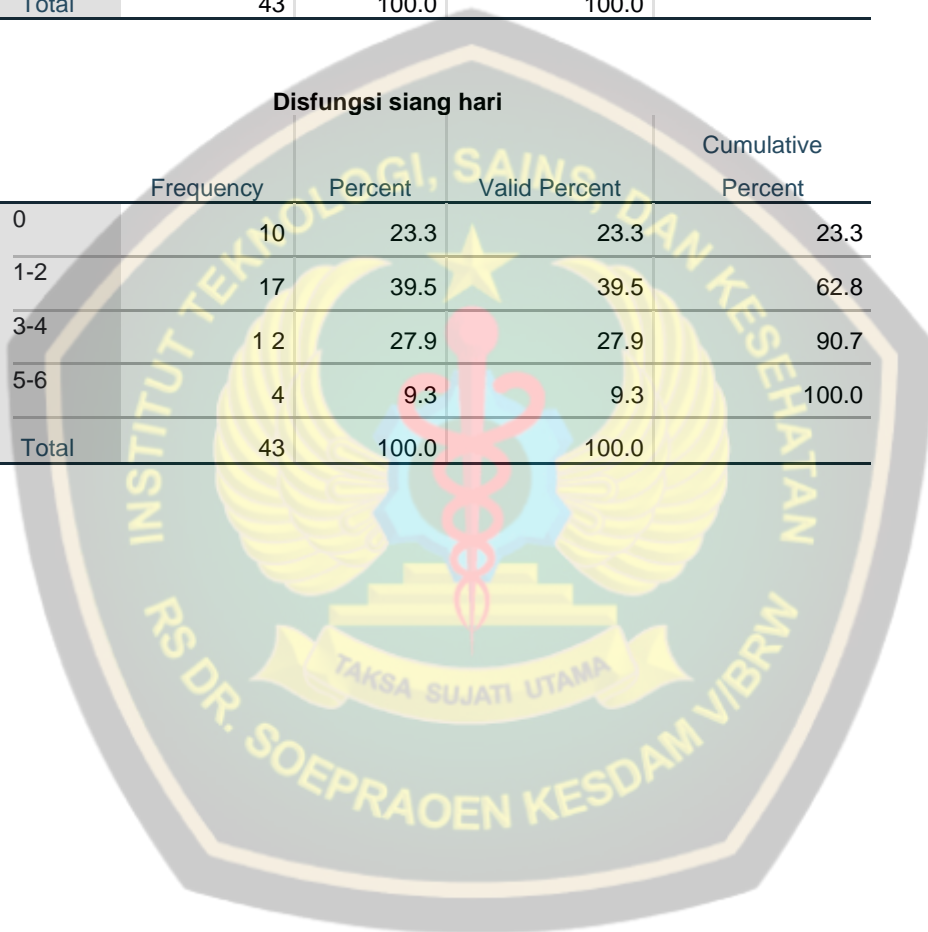 Total 43 100.0 100.0
Disfungsi siang hari
Cumulative
Frequency Percent Valid Percent Percent
0 10 23.3 23.3 23.3
1-2 17 39.5 39.5 62.8
3-4 1 2 27.9 27.9 90.7
5-6 4 9.3 9.3 100.0
Total 43 100.0 100.0
INSTITUT TEKNOLOGI, SAINS, DAN KESEHATAN
TAKSA SUJATI UTAMA
RS DR. SOEPRAOEN KESDAM V/BRW